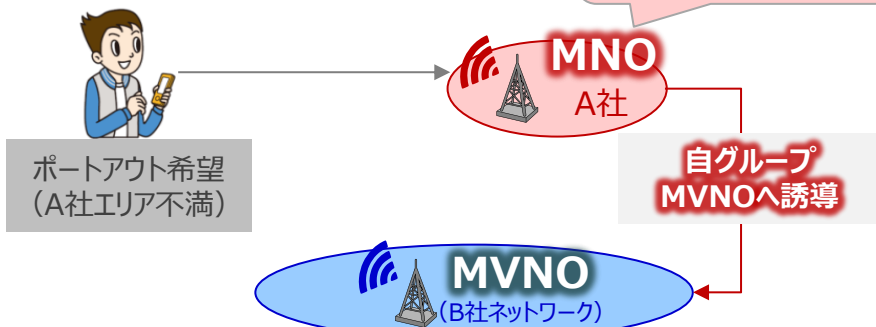 MNO
A社
ポートアウト希望
（A社エリア不満）
自グループ
MVNOへ誘導
MVNO
（B社ネットワーク）